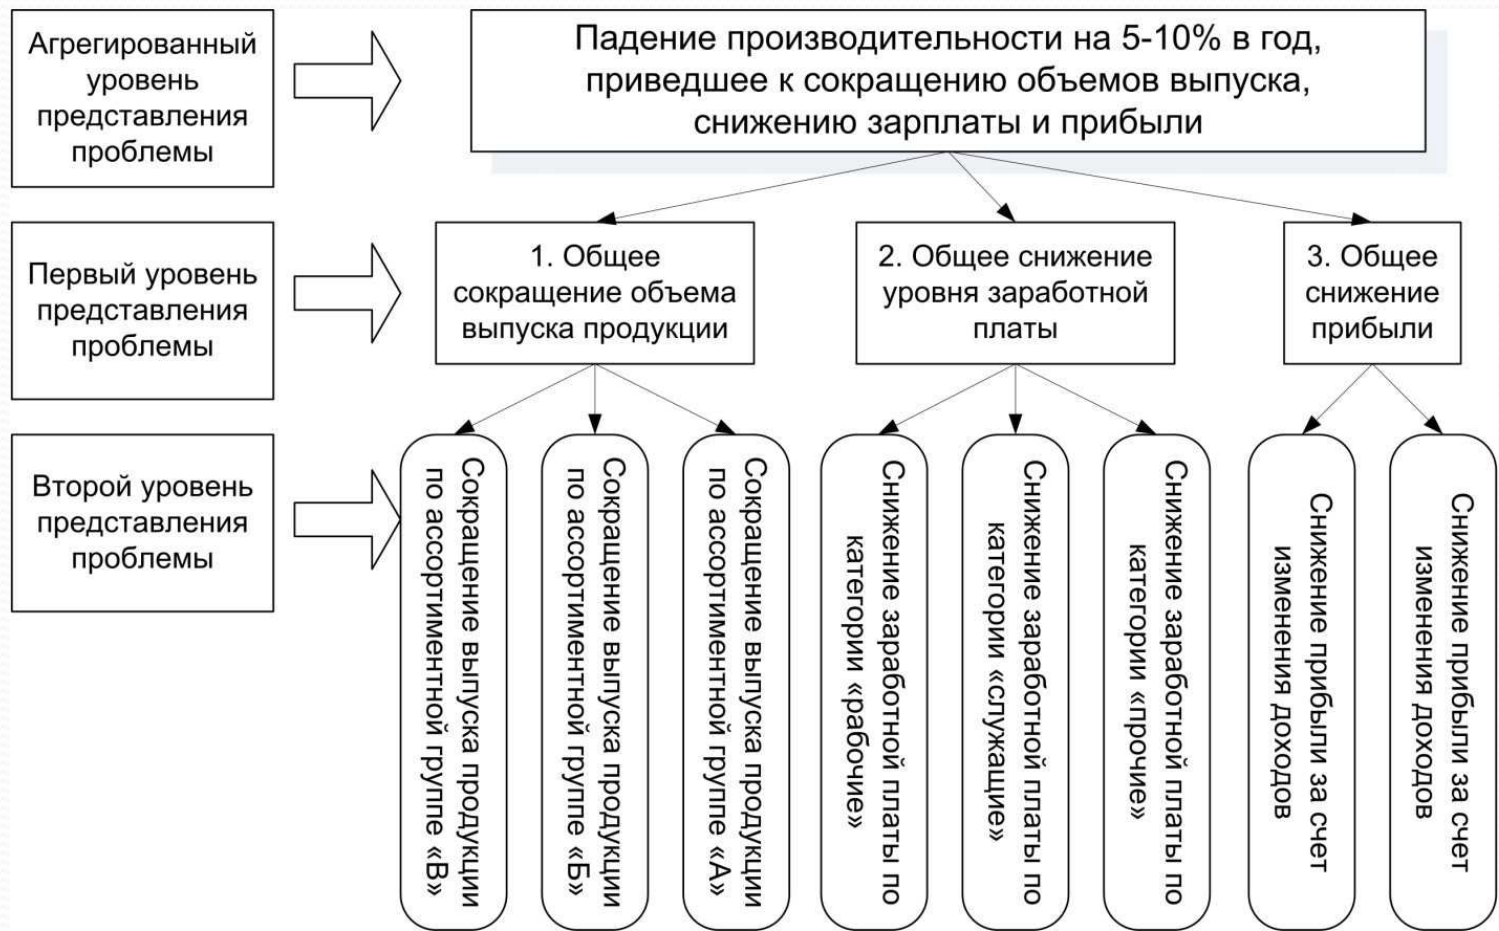 Агрегированный
уровень
представления
проблемы
Падение производительности на 5-10% в год,
приведшее к сокращению объемов выпуска,
снижению зарплаты и прибыли
Первый уровень
представления
проблемы
1. Общее
сокращение объема
выпуска продукции
2. Общее снижение
уровня заработной
платы
3. Общее
снижение
прибыли
Второй уровень
представления
проблемы
Сокращение выпуска продукции
по ассортиментной группе «В»
Сокращение выпуска продукции
по ассортиментной группе «Б»
Сокращение выпуска продукции
по ассортиментной группе «А»
Снижение заработной платы по
категории «рабочие»
Снижение заработной платы по
категории «служащие»
Снижение заработной платы по
категории «прочие»
Снижение прибыли за счет
изменения доходов
Снижение прибыли за счет
изменения доходов